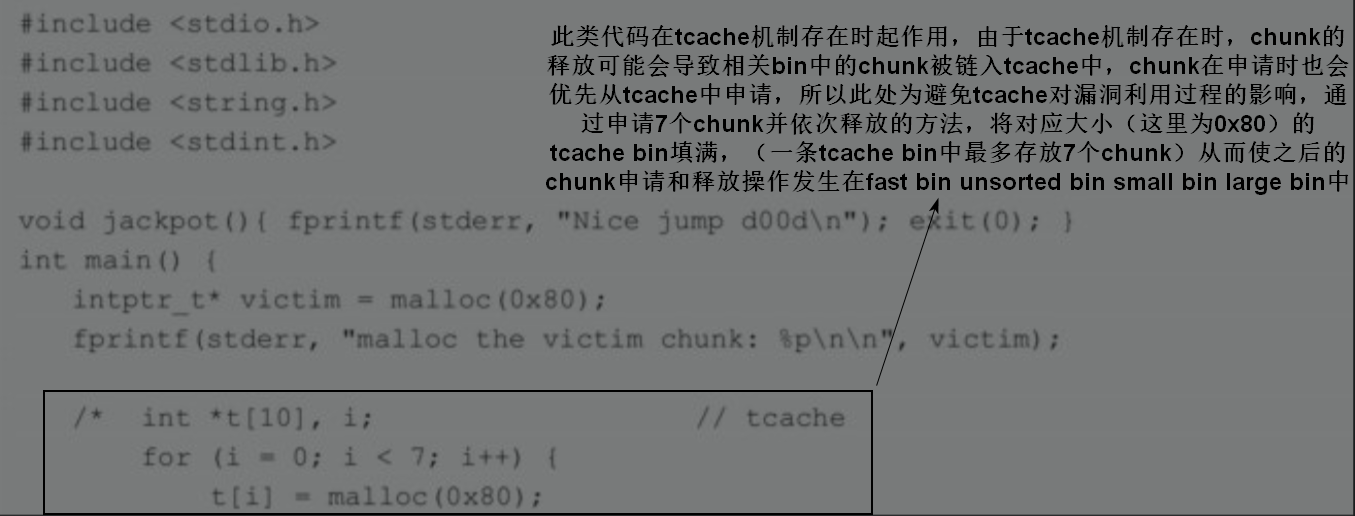 #include <stdio.h>
#include <stdlib.h>
#include <string.h>
#include <stdint.h>
此类代码在tcache机制存在时起作用，由于tcache机制存在时，chunk的
释放可能会导致相关bin中的chunk被链入tcache中，chunk在申请时也会
优先从tcache中申请，所以此处为避免tcache对漏洞利用过程的影响，通
过申请7个chunk并依次释放的方法，将对应大小（这里为0x80）的
tcache bin填满，（一条tcache bin中最多存放7个chunk）从而使之后的
chunk申请和释放操作发生在fast bin unsorted bin small bin large bin中
void jackpot(){ fprintf(stderr, "Nice jump d00d\n"); exit(0); }
int main() {
intptr_t* victim = malloc(0x80);
fprintf(stderr, "malloc the victim chunk: %p\n\n", victim);
/* int *t[10], i; // tcache
for (i = 0; i < 7; i++) {
t[i] = malloc(0x80);